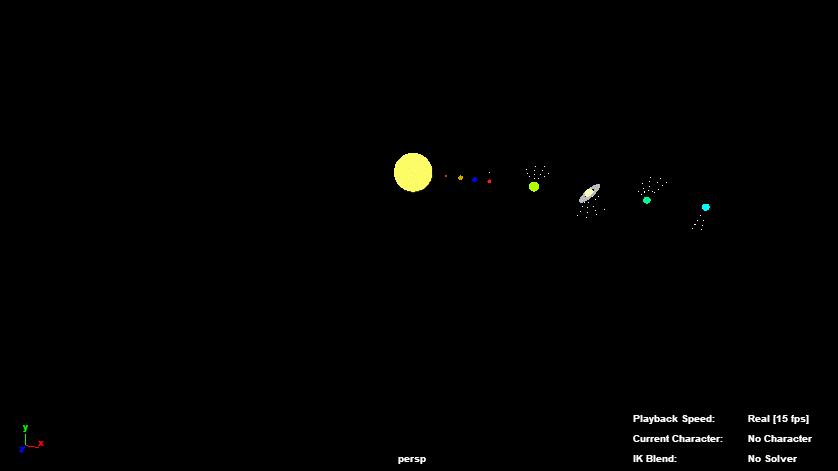 Playback Speed: Real [15 fps]
Current Character: No Character
IK Blend: No Solver
persp
y
x
z